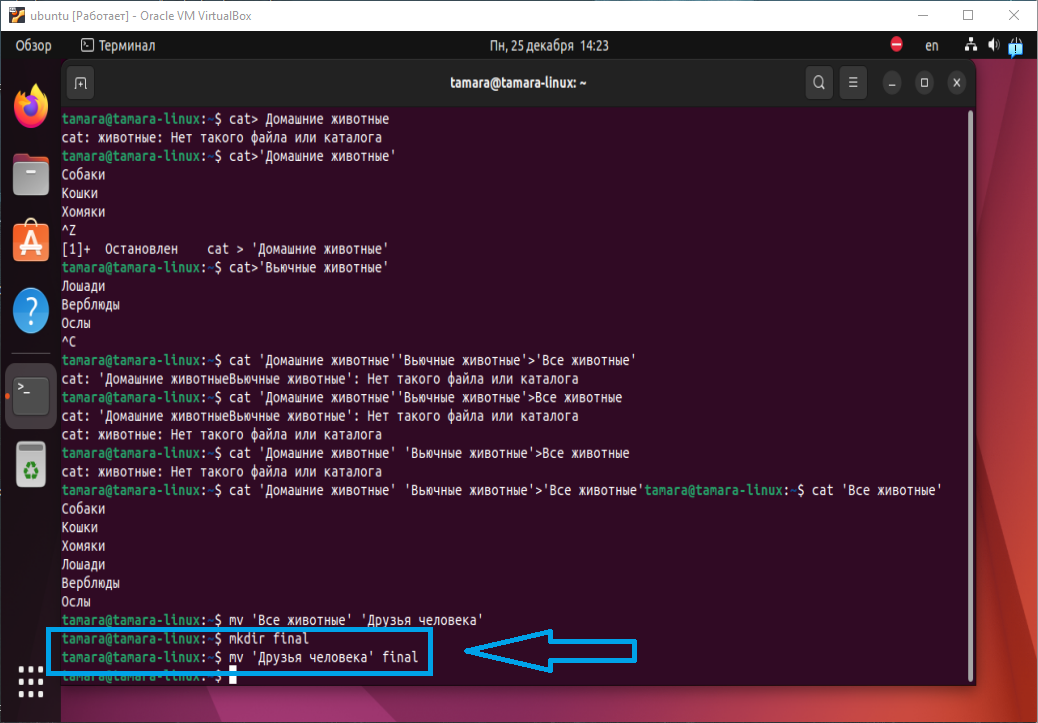 ubuntu [Работает] - Oracle VM VirtualBox
Обзор Терминал Пн, 25 декабря 14:23 en
tamara@tamara-linux: ~
tamara@tamara-linux:~$ cat> Домашние животные
cat: животные: Нет такого файла или каталога
tamara@tamara-linux:~$ cat>'Домашние животные'
Собаки
Кошки
Хомяки
^Z
[1]+  Остановлен    cat > 'Домашние животные'
tamara@tamara-linux:~$ cat>'Вьючные животные'
Лошади
Верблюды
Ослы
^C
tamara@tamara-linux:~$ cat 'Домашние животные''Вьючные животные'>'Все животные'
cat: 'Домашние животныеВьючные животные': Нет такого файла или каталога
tamara@tamara-linux:~$ cat 'Домашние животные''Вьючные животные'>Все животные
cat: 'Домашние животныеВьючные животные': Нет такого файла или каталога
cat: животные: Нет такого файла или каталога
tamara@tamara-linux:~$ cat 'Домашние животные' 'Вьючные животные'>Все животные
cat: животные: Нет такого файла или каталога
tamara@tamara-linux:~$ cat 'Домашние животные' 'Вьючные животные'>'Все животные'tamara@tamara-linux:~$ cat 'Все животные'
Собаки
Кошки
Хомяки
Лошади
Верблюды
Ослы
tamara@tamara-linux:~$ mv 'Все животные' 'Друзья человека'
tamara@tamara-linux:~$ mkdir final
tamara@tamara-linux:~$ mv 'Друзья человека' final
tamara@tamara-linux:~$